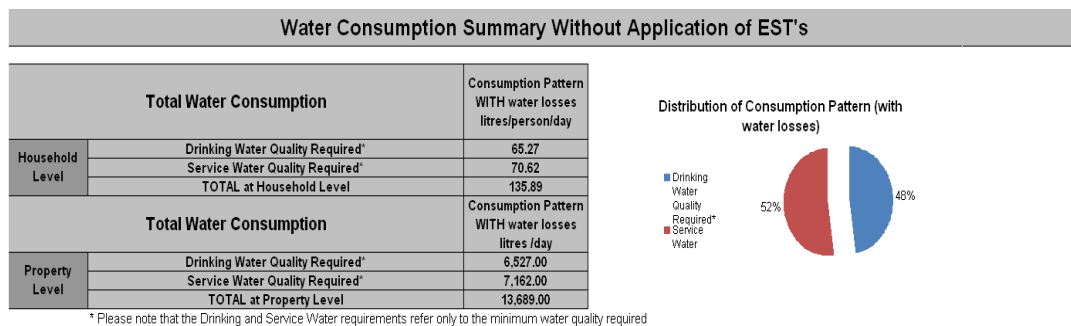 Water Consumption Summary Without Application of EST's
Total Water Consumption
Consumption Pattern
WITH water losses
litres/person/day
Household
Level
Drinking Water Quality Required*
65.27
Service Water Quality Required*
70.62
TOTAL at Household Level
135.89
Total Water Consumption
Consumption Pattern
WITH water losses
litres /day
Property
Level
Drinking Water Quality Required*
6,527.00
Service Water Quality Required*
7,162.00
TOTAL at Property Level
13,689.00
* Please note that the Drinking and Service Water requirements refer only to the minimum water quality required
Distribution of Consumption Pattern (with
water losses)
Drinking
Water
Quality
Required*
Service
Water
52%
48%